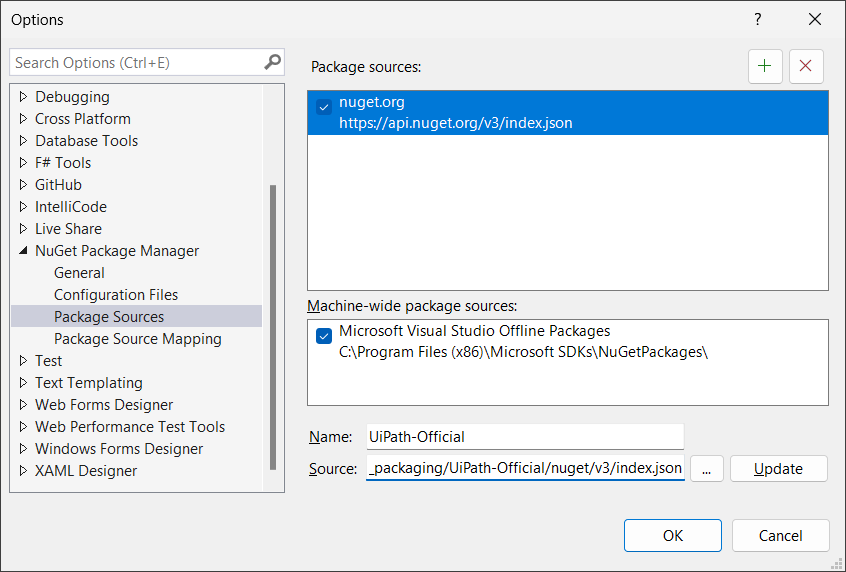 Options
?
Search Options (Ctrl+E)
Debugging
Cross Platform
Database Tools
F# Tools
GitHub
IntelliCode
Live Share
NuGet Package Manager
General
Configuration Files
Package Sources
Package Source Mapping
Test
Text Templating
Web Forms Designer
Web Performance Test Tools
Windows Forms Designer
XAML Designer
Package sources:
nuget.org
https://api.nuget.org/v3/index.json
Machine-wide package sources:
Microsoft Visual Studio Offline Packages
C:\Program Files (x86)\Microsoft SDKs\NuGetPackages\
Name: UiPath-Official
Source: _packaging/UiPath-Official/nuget/v3/index.json ... Update
OK Cancel